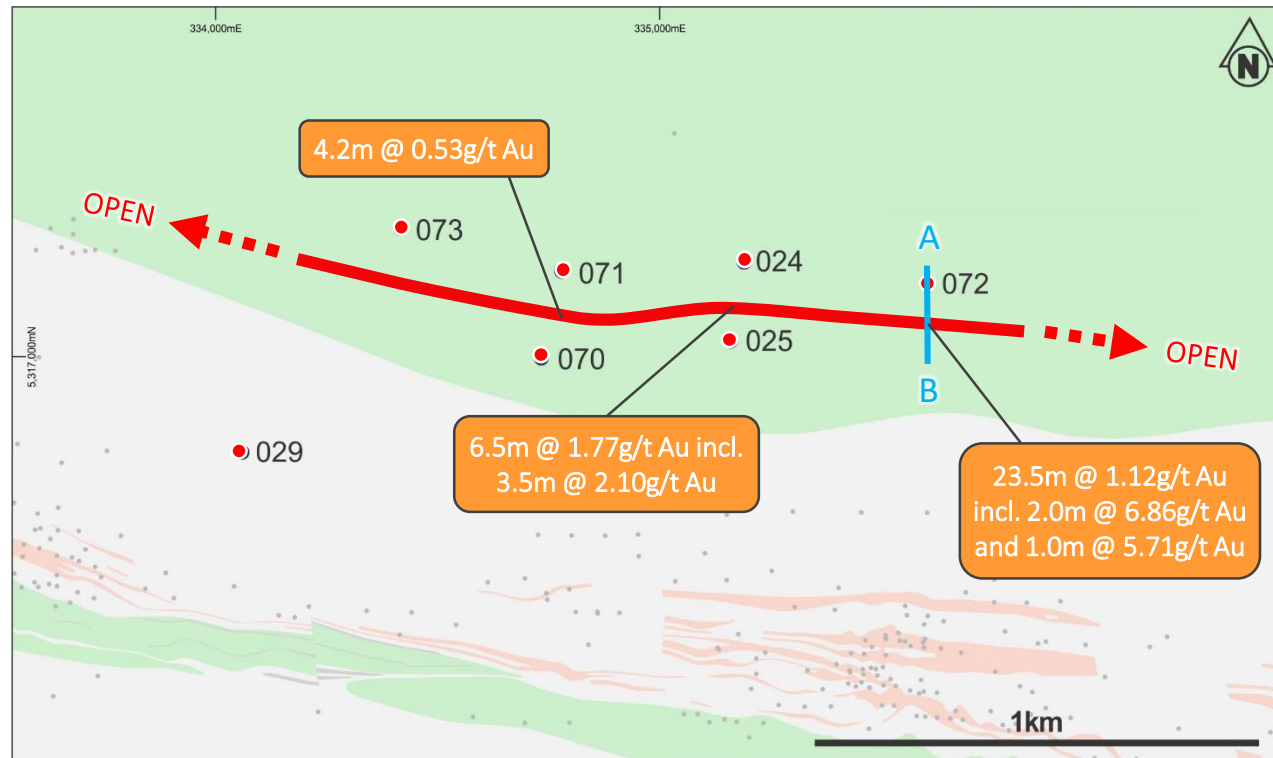 334,000mE
335,000mE
N
4.2m @ 0.53g/t Au
OPEN
073
A
024
071
072
5,317,000mN
025
070
OPEN
B
029
6.5m @ 1.77g/t Au incl.
3.5m @ 2.10g/t Au
23.5m @ 1.12g/t Au
incl. 2.0m @ 6.86g/t Au
and 1.0m @ 5.71g/t Au
1km